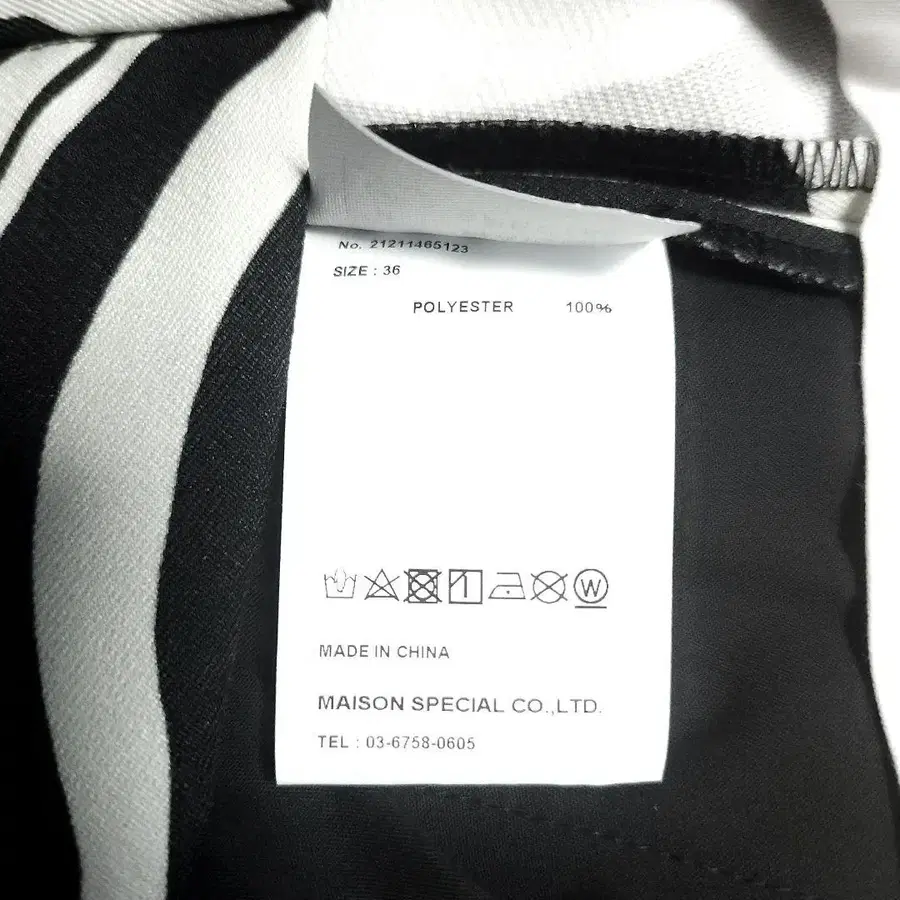 No. 21211465123
SIZE : 36
POLYESTER 100%
W
MADE IN CHINA
MAISON SPECIAL CO.,LTD.
TEL : 03-6758-0605